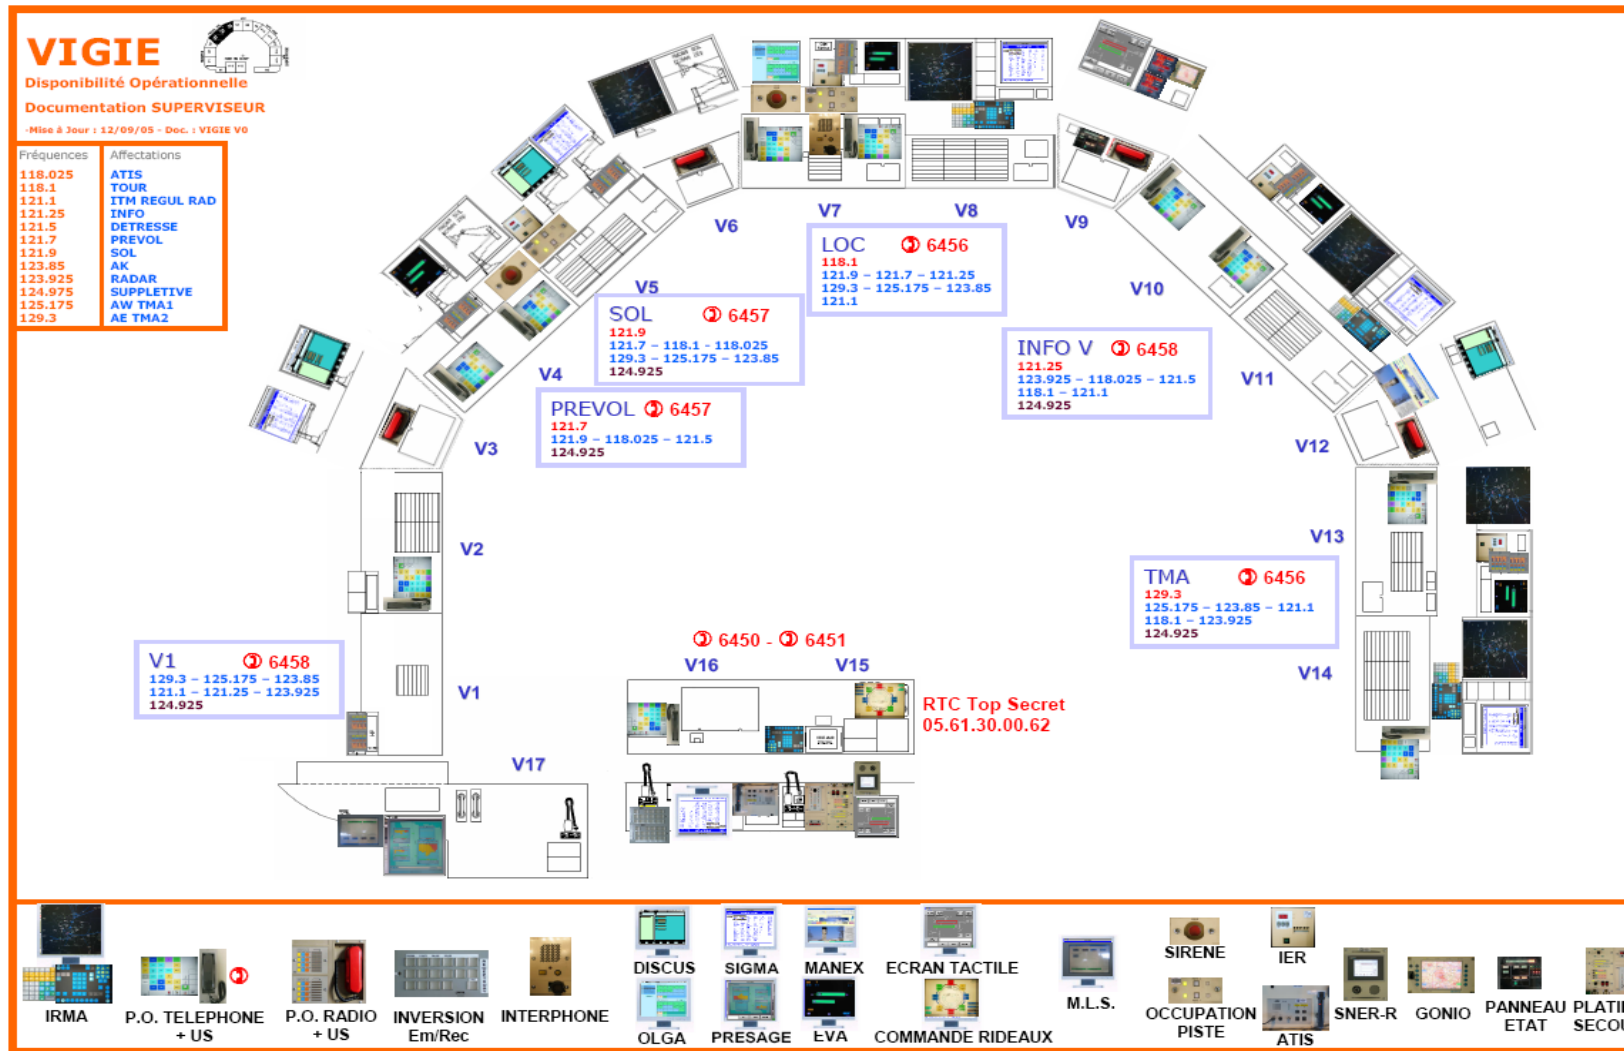 VIGIE
Disponibilité Opérationnelle
Documentation SUPERVISEUR
-Mise à Jour : 12/09/05 - Doc. : VIGIE V0
Fréquences Affectations
118.025 ATIS
118.1 TOUR
121.1 ITM REGUL RAD
121.25 INFO
121.5 DETRESSE
121.7 PREVOL
121.9 SOL
123.85 AK
123.925 RADAR
124.975 SUPPLETIVE
125.175 AW TMA1
129.3 AE TMA2
V6
V7
V8
V9
LOC 6456
118.1
121.9 – 121.7 – 121.25
129.3 – 125.175 – 123.85
121.1
V5
V10
SOL 6457
121.9
121.7 – 118.1 - 118.025
129.3 – 125.175 – 123.85
124.925
INFO V 6458
121.25
123.925 – 118.025 – 121.5
118.1 – 121.1
124.925
V4
V11
PREVOL 6457
121.7
121.9 – 118.025 – 121.5
124.925
V3
V12
V2
V13
TMA 6456
129.3
125.175 – 123.85 – 121.1
118.1 – 123.925
124.925
V1 6458
129.3 – 125.175 – 123.85
121.1 – 121.25 – 123.925
124.925
V1
6450 - 6451
V16
V15
V14
RTC Top Secret
05.61.30.00.62
V17
IRMA
P.O. TELEPHONE
+ US
P.O. RADIO
+ US
INVERSION
Em/Rec
INTERPHONE
DISCUS
SIGMA
MANEX
ECRAN TACTILE
OLGA
PRESAGE
EVA
COMMANDE RIDEAUX
M.L.S.
SIRENE
IER
OCCUPATION
PISTE
ATIS
SNER-R
GONIO
PANNEAU
ETAT
PLATI
SECOU